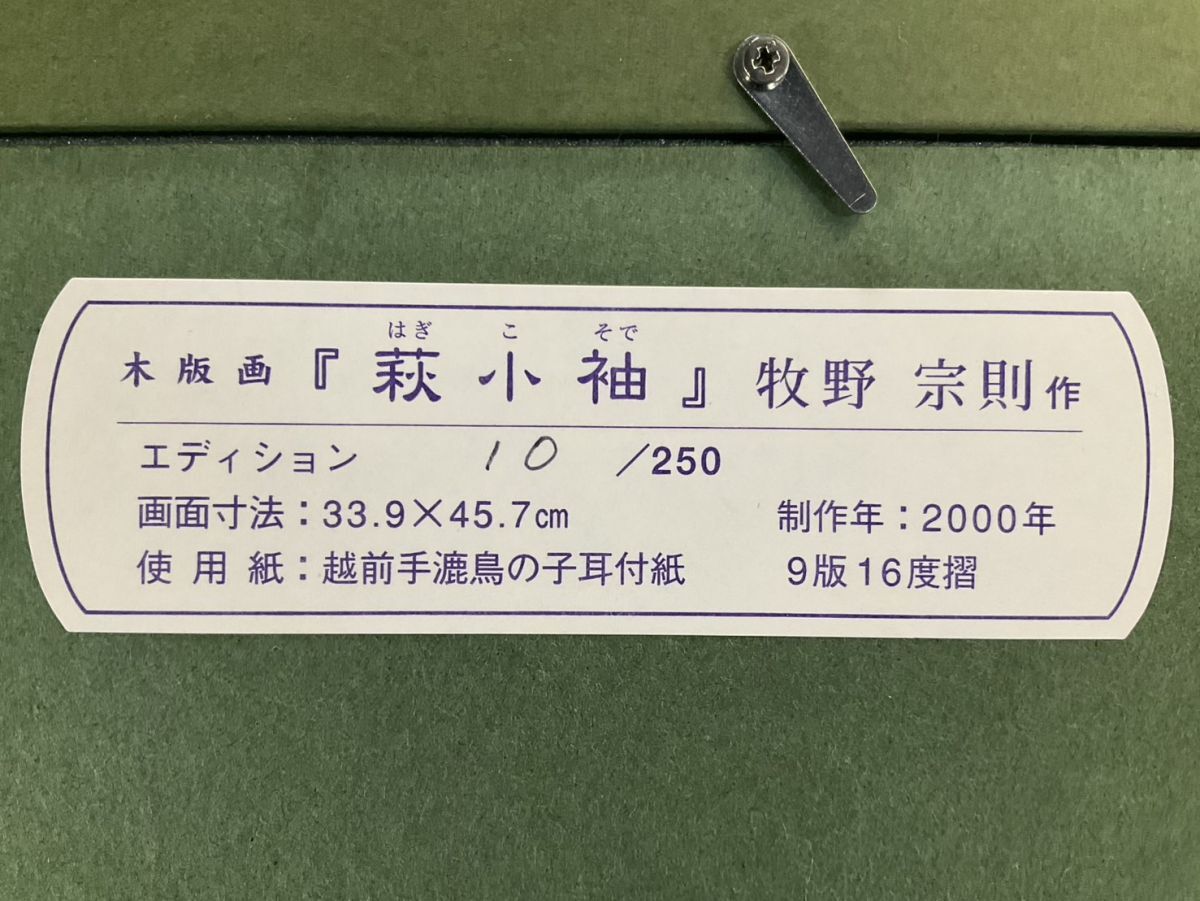 はぎ こ そで
木版画『萩小袖』牧野 宗則作
エディション 10 /250
画面寸法：33.9×45.7cm 制作年：2000年
使用紙：越前手漉鳥の子耳付紙 9版16度摺